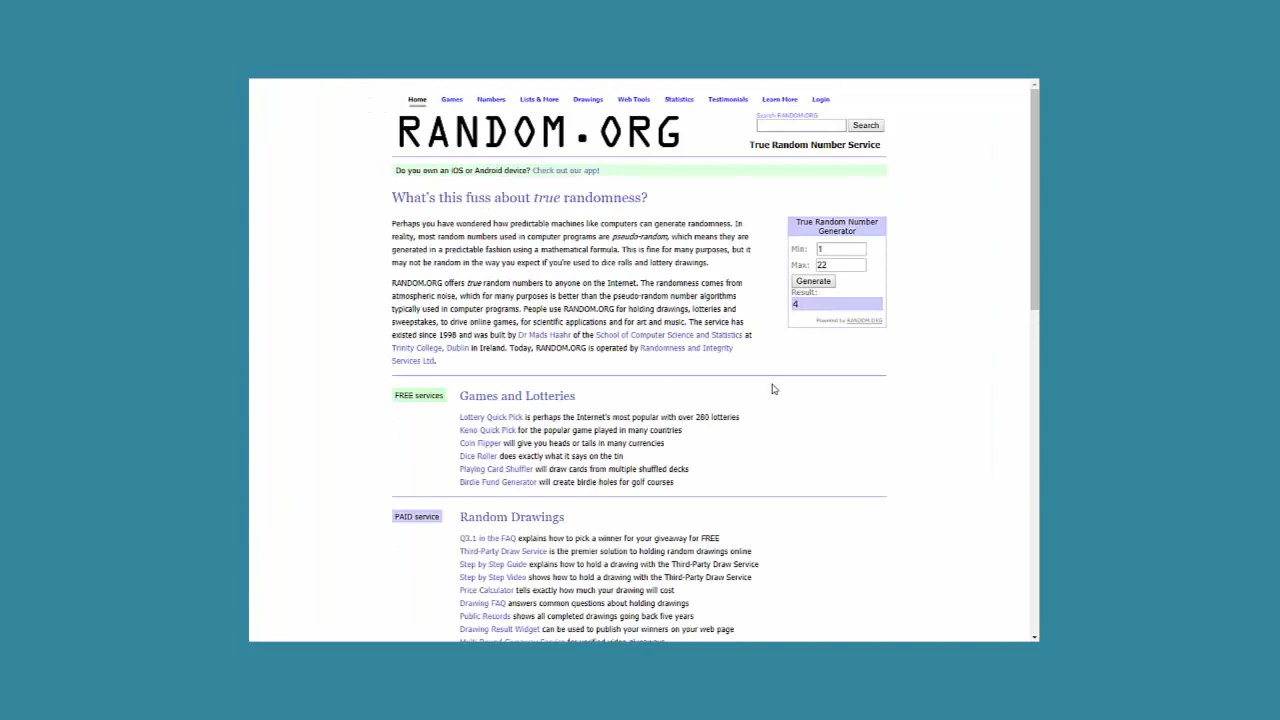 Home Games Numbers Lists & More Drawings Web Tools Statistics Testimonials Learn More Login
RANDOM.ORG
Search RANDOM.ORG
Search
True Random Number Service
Do you own an iOS or Android device? Check out our app!
What's this fuss about true randomness?
Perhaps you have wondered how predictable machines like computers can generate randomness. In
reality, most random numbers used in computer programs are pseudo-random, which means they are
generated in a predictable fashion using a mathematical formula. This is fine for many purposes, but it
may not be random in the way you expect if you're used to dice rolls and lottery drawings.
RANDOM.ORG offers true random numbers to anyone on the Internet. The randomness comes from
atmospheric noise, which for many purposes is better than the pseudo-random number algorithms
typically used in computer programs. People use RANDOM.ORG for holding drawings, lotteries and
sweepstakes, to drive online games, for scientific applications and for art and music. The service has
existed since 1998 and was built by Dr Mads Haahr of the School of Computer Science and Statistics at
Trinity College, Dublin in Ireland. Today, RANDOM.ORG is operated by Randomness and Integrity
Services Ltd.
True Random Number
Generator
Min: 1
Max: 22
Generate
Result:
4
Powered by RANDOM.ORG
FREE services
Games and Lotteries
Lottery Quick Pick is perhaps the Internet's most popular with over 280 lotteries
Keno Quick Pick for the popular game played in many countries
Coin Flipper will give you heads or tails in many currencies
Dice Roller does exactly what it says on the tin
Playing Card Shuffler will draw cards from multiple shuffled decks
Birdie Fund Generator will create birdie holes for golf courses
PAID service
Random Drawings
Q3.1 in the FAQ explains how to pick a winner for your giveaway for FREE
Third-Party Draw Service is the premier solution to holding random drawings online
Step by Step Guide explains how to hold a drawing with the Third-Party Draw Service
Step by Step Video shows how to hold a drawing with the Third-Party Draw Service
Price Calculator tells exactly how much your drawing will cost
Drawing FAQ answers common questions about holding drawings
Public Records shows all completed drawings going back five years
Drawing Result Widget can be used to publish your winners on your web page